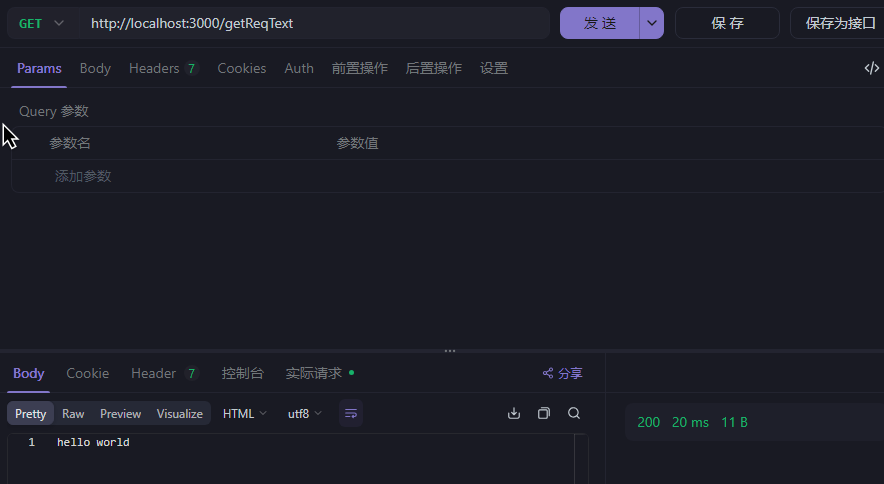 GET http://localhost:3000/getReqText 发 送 保 存 保存为接口
Params Body Headers 7 Cookies Auth 前置操作 后置操作 设置 </>
Query 参数
参数名 参数值
添加参数
Body Cookie Header 7 控制台 实际请求 分享
Pretty Raw Preview Visualize HTML utf8
200 20 ms 11 B
1 hello world